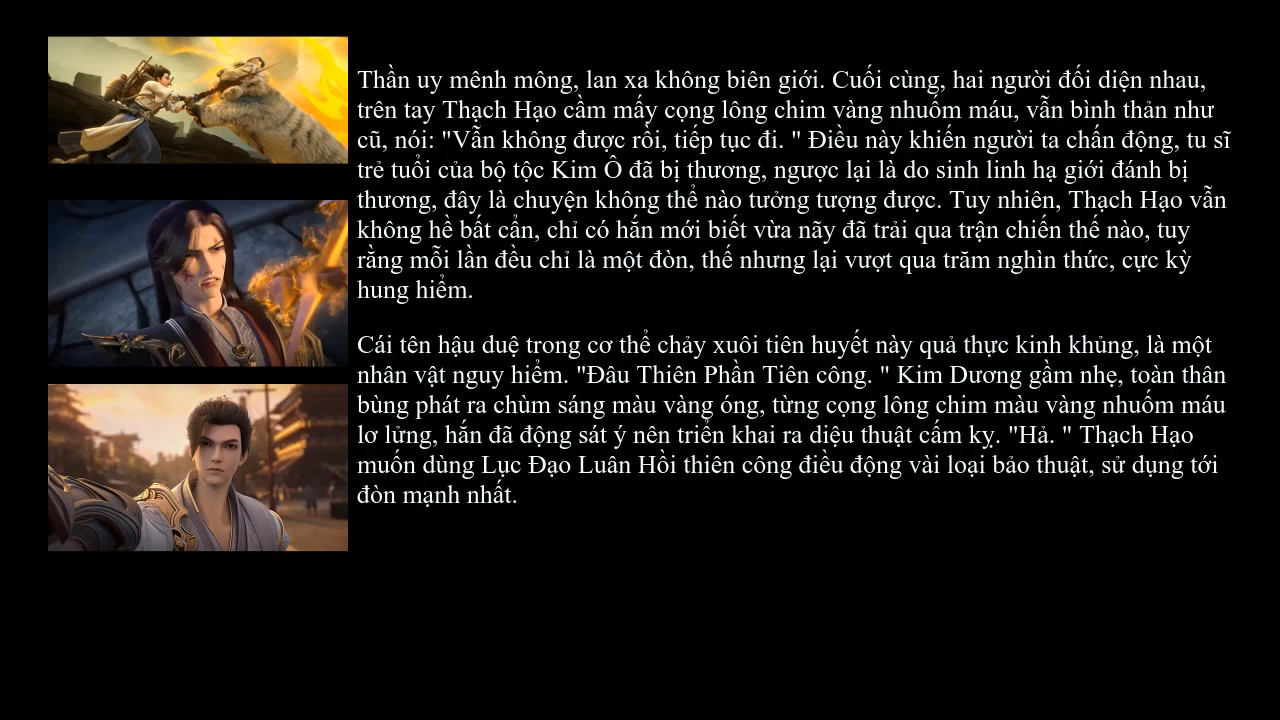 Thần uy mênh mông, lan xa không biên giới. Cuối cùng, hai người đối diện nhau,
trên tay Thạch Hạo cầm mấy cọng lông chim vàng nhuốm máu, vẫn bình thản như
cũ, nói: "Vẫn không được rồi, tiếp tục đi. " Điều này khiến người ta chấn động, tu sĩ
trẻ tuổi của bộ tộc Kim Ô đã bị thương, ngược lại là do sinh linh hạ giới đánh bị
thương, đây là chuyện không thể nào tưởng tượng được. Tuy nhiên, Thạch Hạo vẫn
không hề bất cẩn, chỉ có hắn mới biết vừa nãy đã trải qua trận chiến thế nào, tuy
rằng mỗi lần đều chỉ là một đòn, thế nhưng lại vượt qua trăm nghìn thức, cực kỳ
hung hiểm.
Cái tên hậu duệ trong cơ thể chảy xuôi tiên huyết này quả thực kinh khủng, là một
nhân vật nguy hiểm. "Đâu Thiên Phần Tiên công. " Kim Dương gầm nhẹ, toàn thân
bùng phát ra chùm sáng màu vàng óng, từng cọng lông chim màu vàng nhuốm máu
lơ lửng, hắn đã động sát ý nên triển khai ra diệu thuật cấm kỵ. "Hả. " Thạch Hạo
muốn dùng Lục Đạo Luân Hồi thiên công điều động vài loại bảo thuật, sử dụng tới
đòn mạnh nhất.